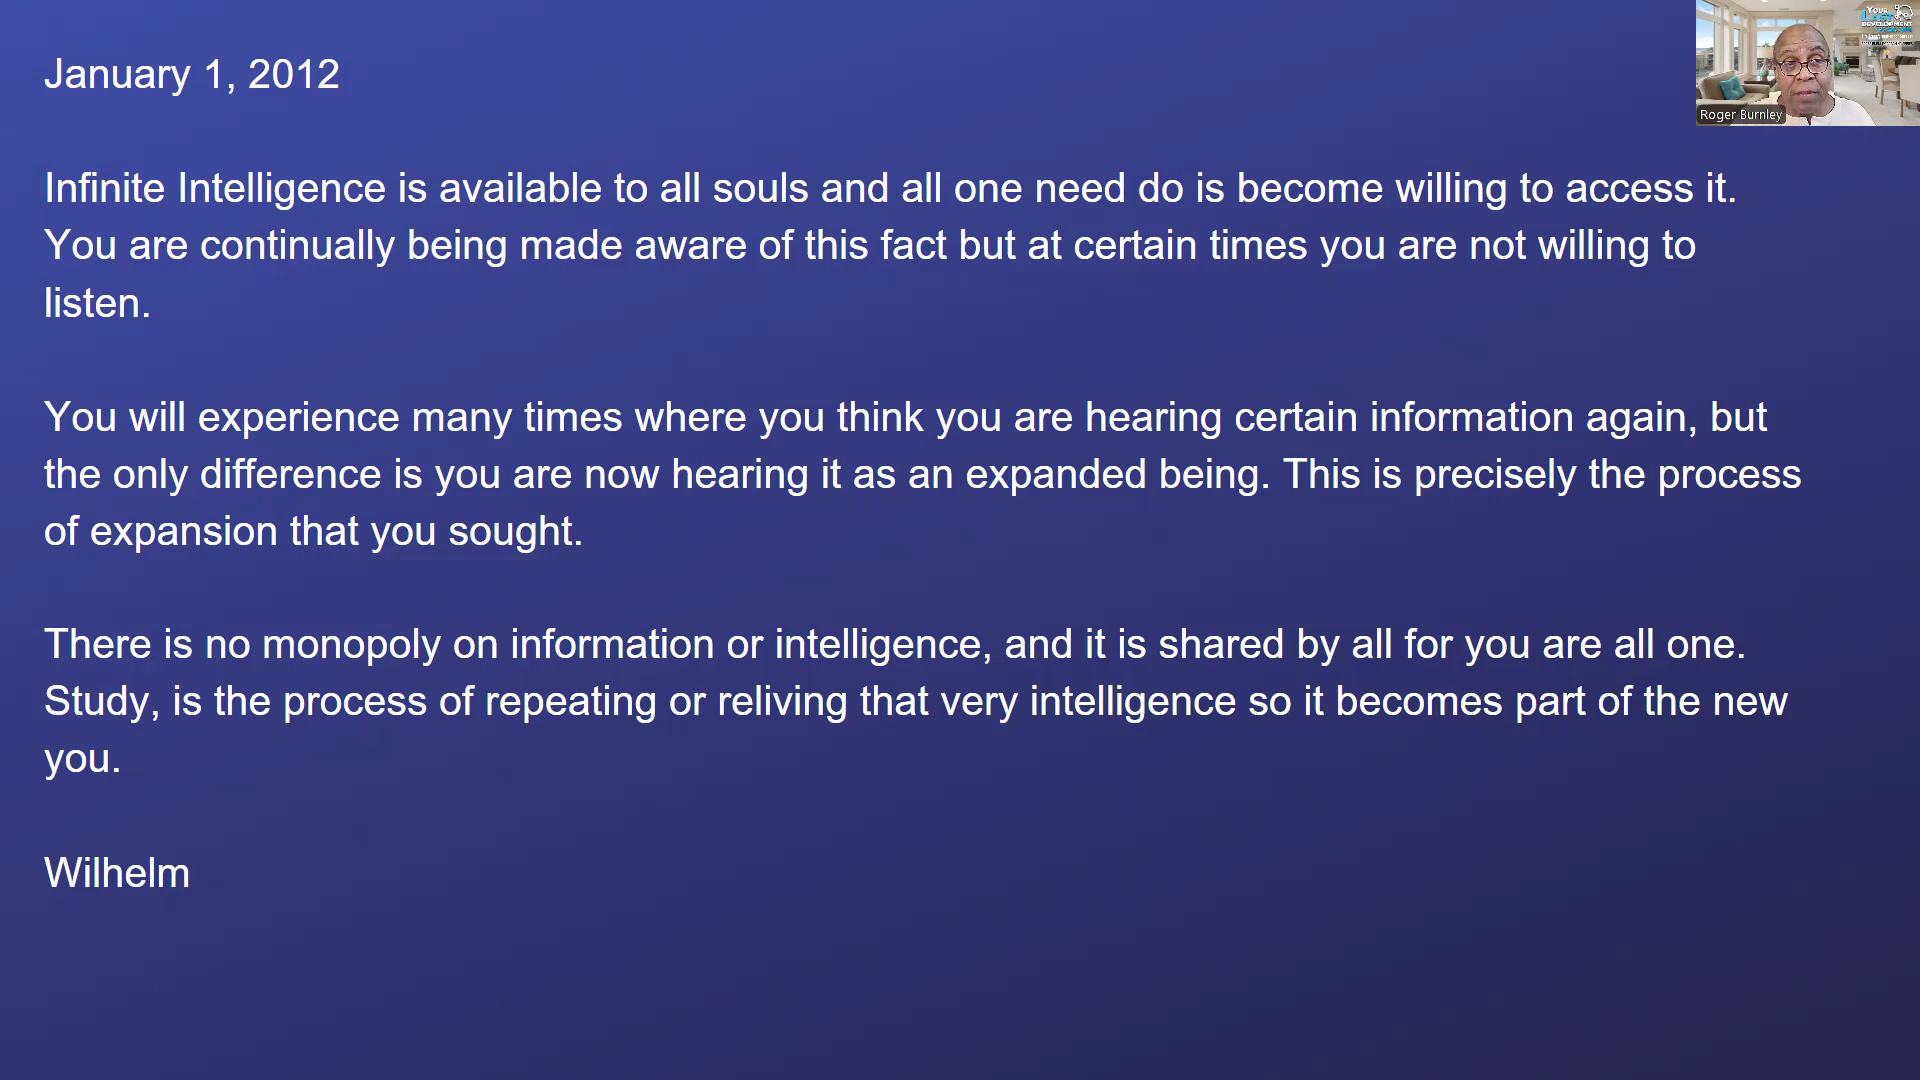 January 1, 2012
Infinite Intelligence is available to all souls and all one need do is become willing to access it.
You are continually being made aware of this fact but at certain times you are not willing to
listen.
You will experience many times where you think you are hearing certain information again, but
the only difference is you are now hearing it as an expanded being. This is precisely the process
of expansion that you sought.
There is no monopoly on information or intelligence, and it is shared by all for you are all one.
Study, is the process of repeating or reliving that very intelligence so it becomes part of the new
you.
Wilhelm
YOUR
LAST
DEVELOPMENT
Roger Burnley